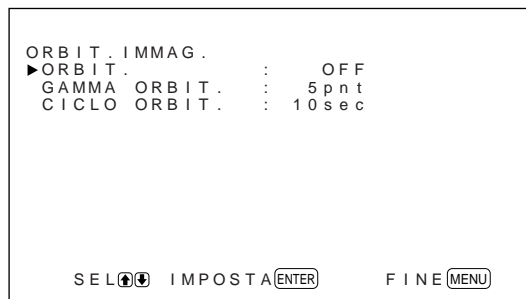 ORBIT.IMMAG.
▶ORBIT. : OFF
GAMMA ORBIT. : 5pnt
CICLO ORBIT. : 10sec
SEL⬆⬇ IMPOSTA ENTER FINE MENU